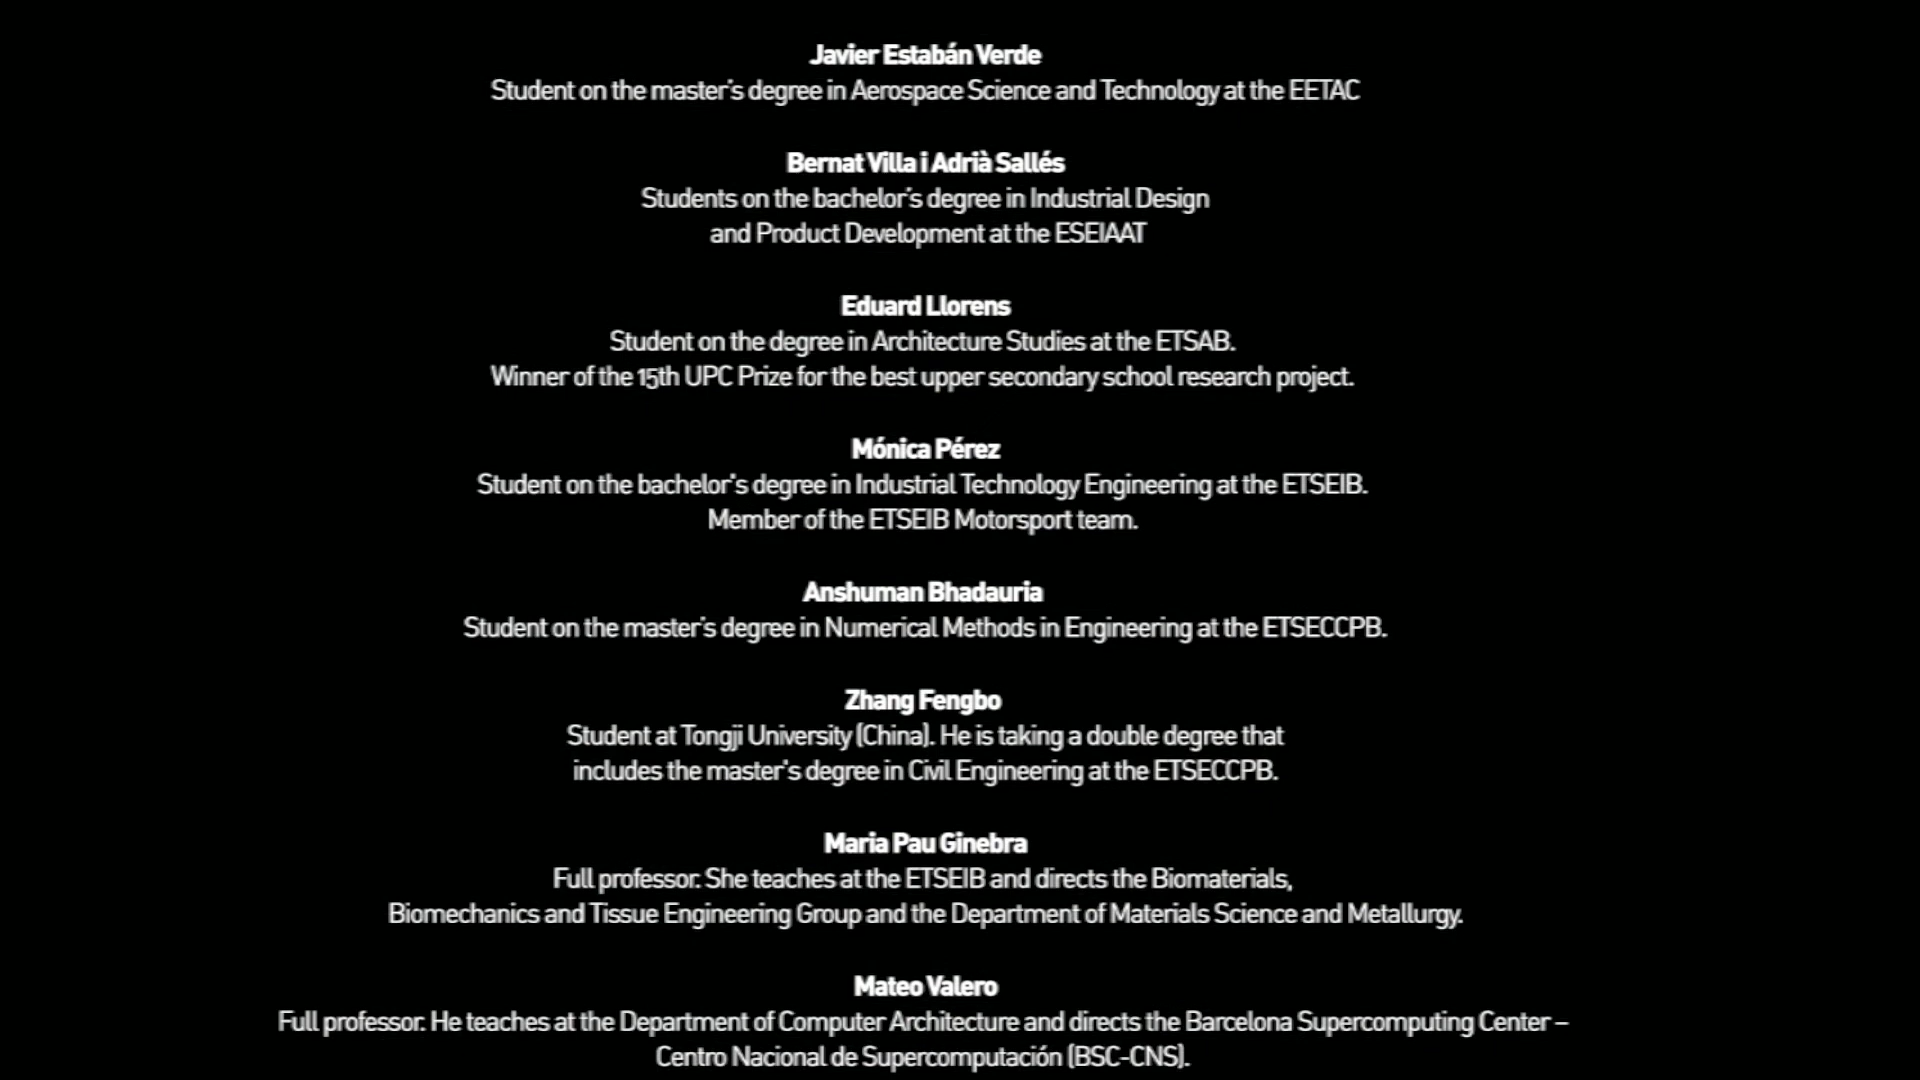 Javier Estabán Verde
Student on the master's degree in Aerospace Science and Technology at the EETAC
Bernat Villa i Adrià Sallés
Students on the bachelor's degree in Industrial Design
and Product Development at the ESEIAAT
Eduard Llorens
Student on the degree in Architecture Studies at the ETSAB.
Winner of the 15th UPC Prize for the best upper secondary school research project.
Mónica Pérez
Student on the bachelor's degree in Industrial Technology Engineering at the ETSEIB.
Member of the ETSEIB Motorsport team.
Anshuman Bhadauria
Student on the master's degree in Numerical Methods in Engineering at the ETSECCPB.
Zhang Fengbo
Student at Tongji University (China). He is taking a double degree that
includes the master's degree in Civil Engineering at the ETSECCPB.
Maria Pau Ginebra
Full professor. She teaches at the ETSEIB and directs the Biomaterials,
Biomechanics and Tissue Engineering Group and the Department of Materials Science and Metallurgy.
Mateo Valero
Full professor. He teaches at the Department of Computer Architecture and directs the Barcelona Supercomputing Center –
Centro Nacional de Supercomputación (BSC-CNS).